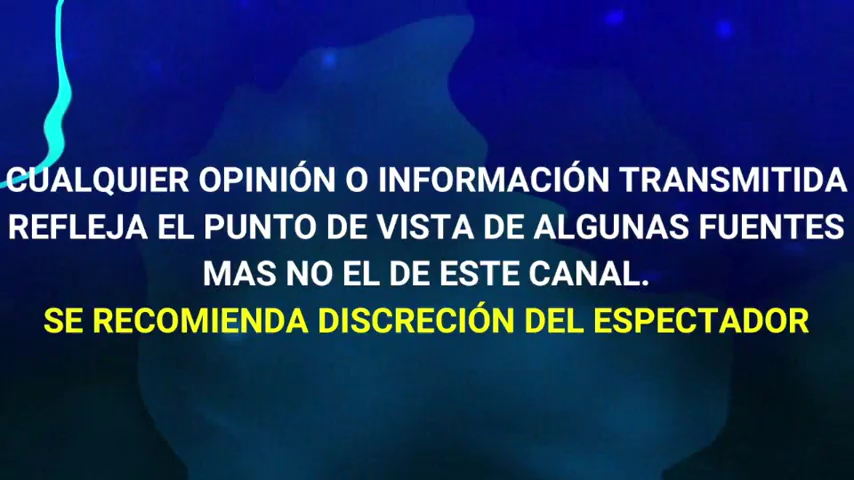 CUALQUIER OPINIÓN O INFORMACIÓN TRANSMITIDA
REFLEJA EL PUNTO DE VISTA DE ALGUNAS FUENTES
MAS NO EL DE ESTE CANAL.
SE RECOMIENDA DISCRECIÓN DEL ESPECTADOR